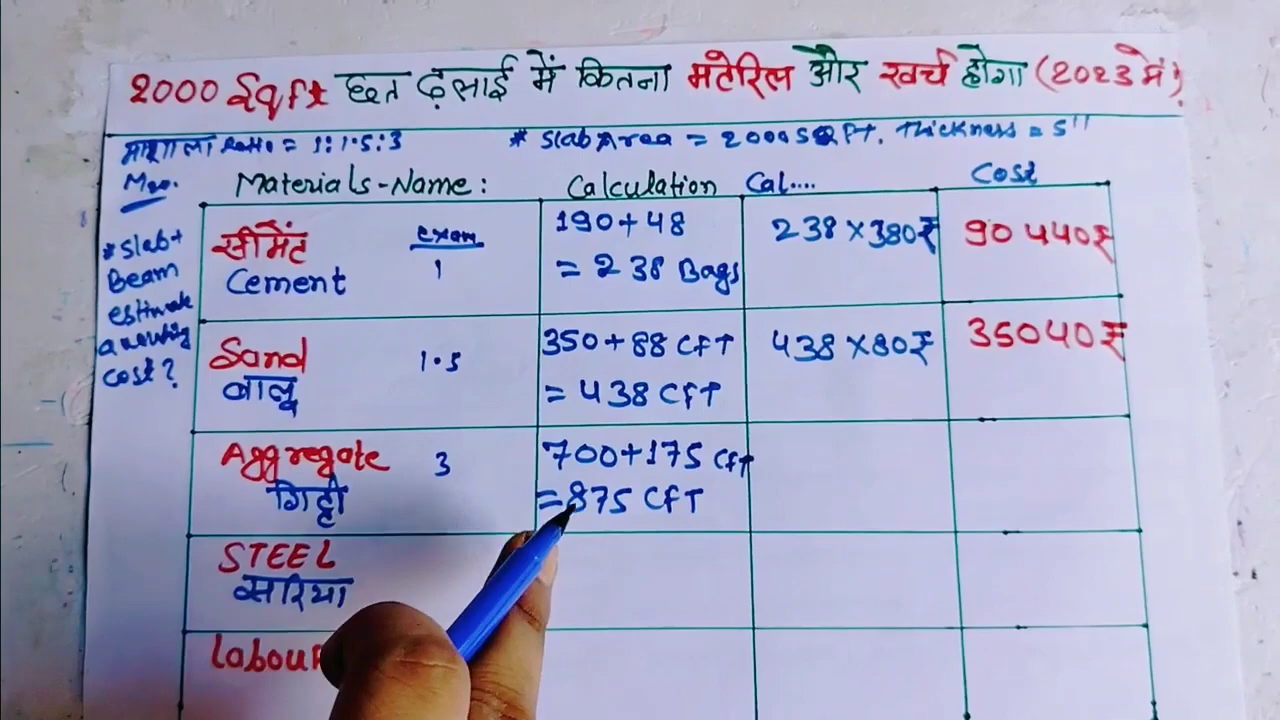 2000 Sqft छत ढ़लाई में कितना मटेरिल और खर्च होगा (2023 में)
मशाला Ratio = 1:1.5:3 * Slab Area = 2000 SQFt. Thickness = 5"
M20. Materials-Name: Calculation Cal.... Cost
* Slab+
Beam
estimate
cost?
सीमेंट exam 190+48 238×380₹ 90440₹
Cement 1 = 238 Bags
Sand 1.5 350+88 CFT 438×80₹ 35040₹
बालू = 438 CFT
Aggregate 3 700+175 CFT
गिट्टी =875 CFT
STEEL
सरिया
Labour